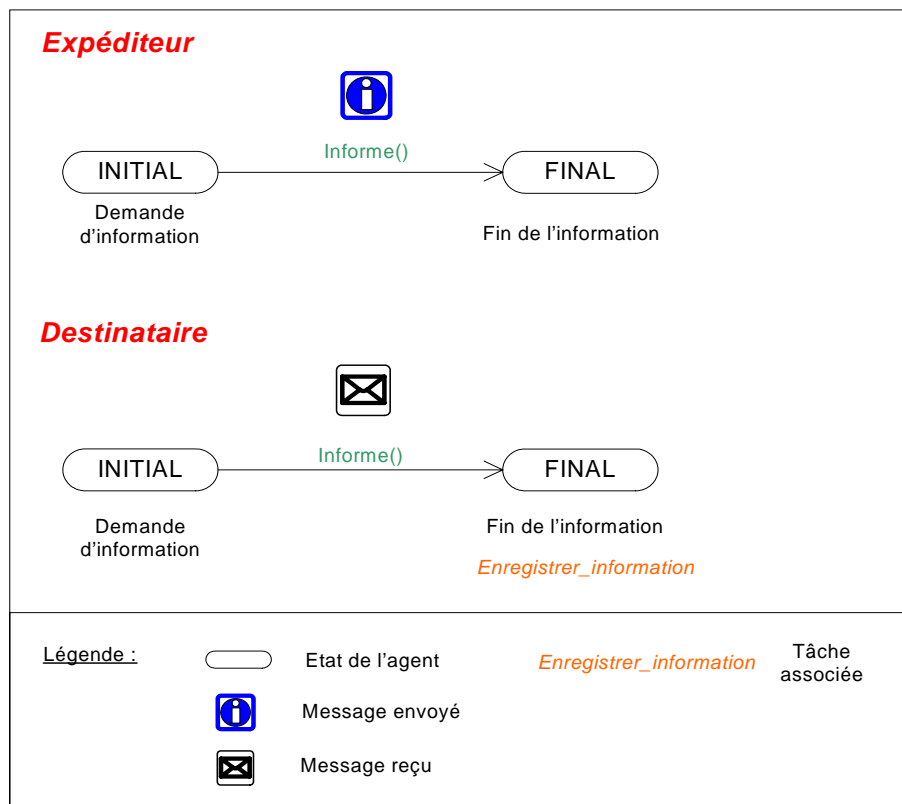 Expéditeur
Informe()
INITIAL
FINAL
Demande
d'information
Fin de l'information
Destinataire
Informe()
INITIAL
FINAL
Demande
d'information
Fin de l'information
Enregistrer_information
Légende :
Etat de l'agent
Enregistrer_information
Tâche
associée
Message envoyé
Message reçu